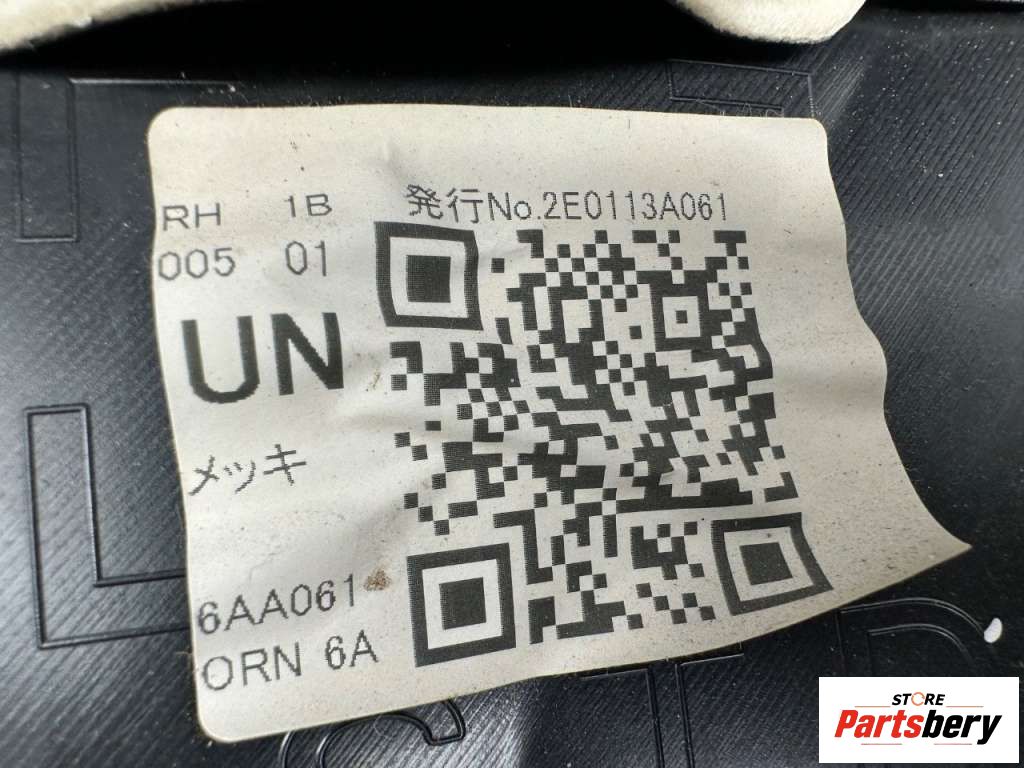 RH 1B 発行No.2E0113A061
005 01
UN
メッキ
6AA061
ORN 6A
STORE
Partsbery